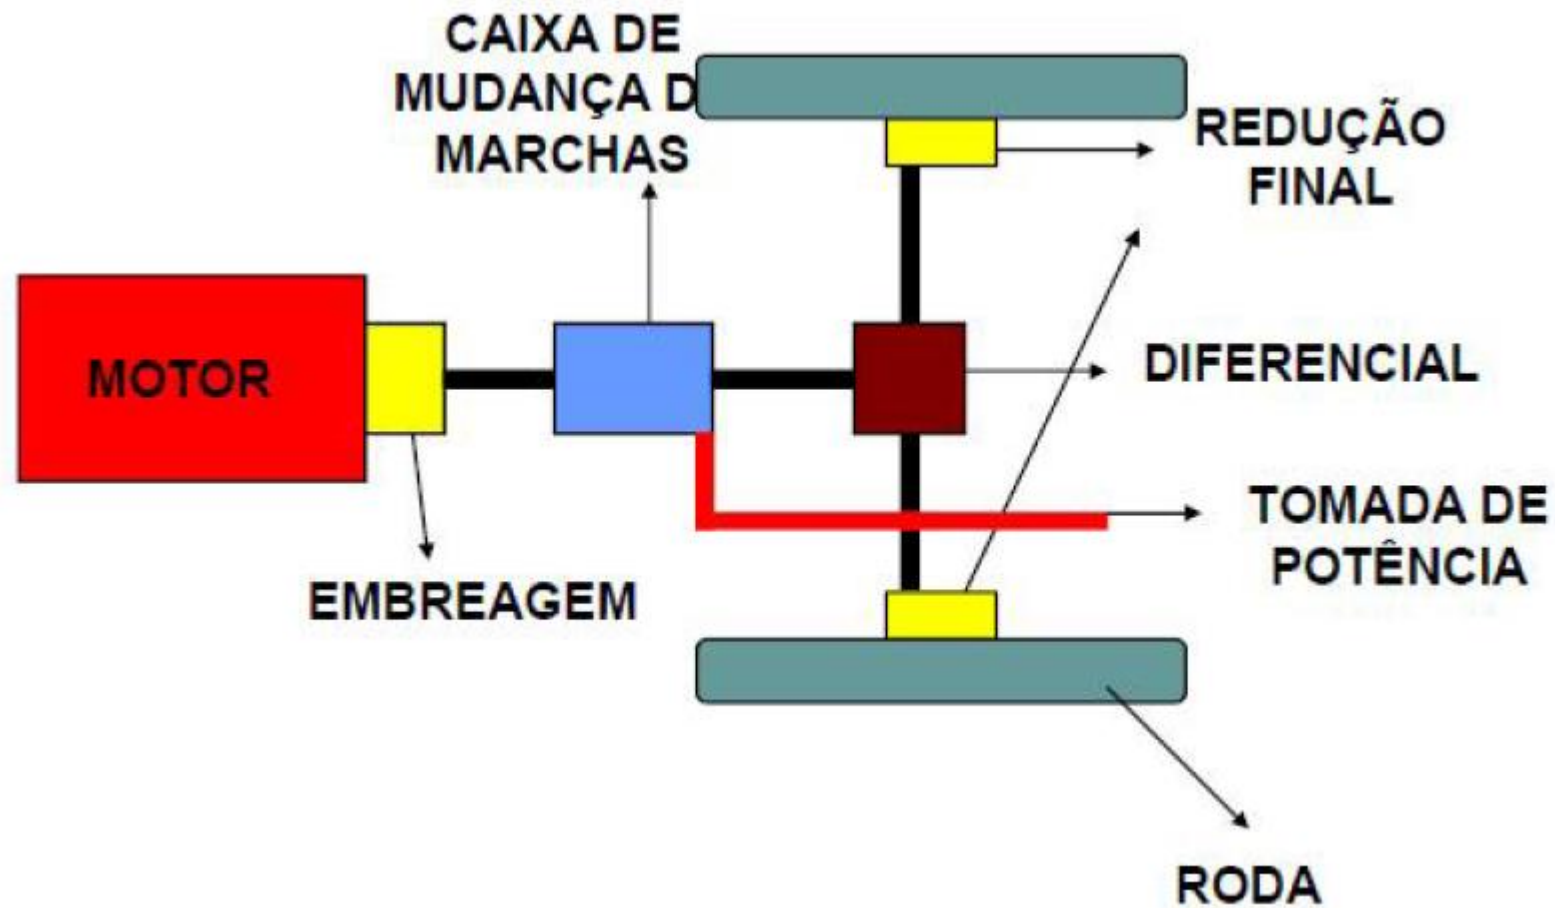 CAIXA DE
MUDANÇA D
MARCHAS
REDUÇÃO
FINAL
MOTOR
DIFERENCIAL
TOMADA DE
POTÊNCIA
EMBREAGEM
RODA